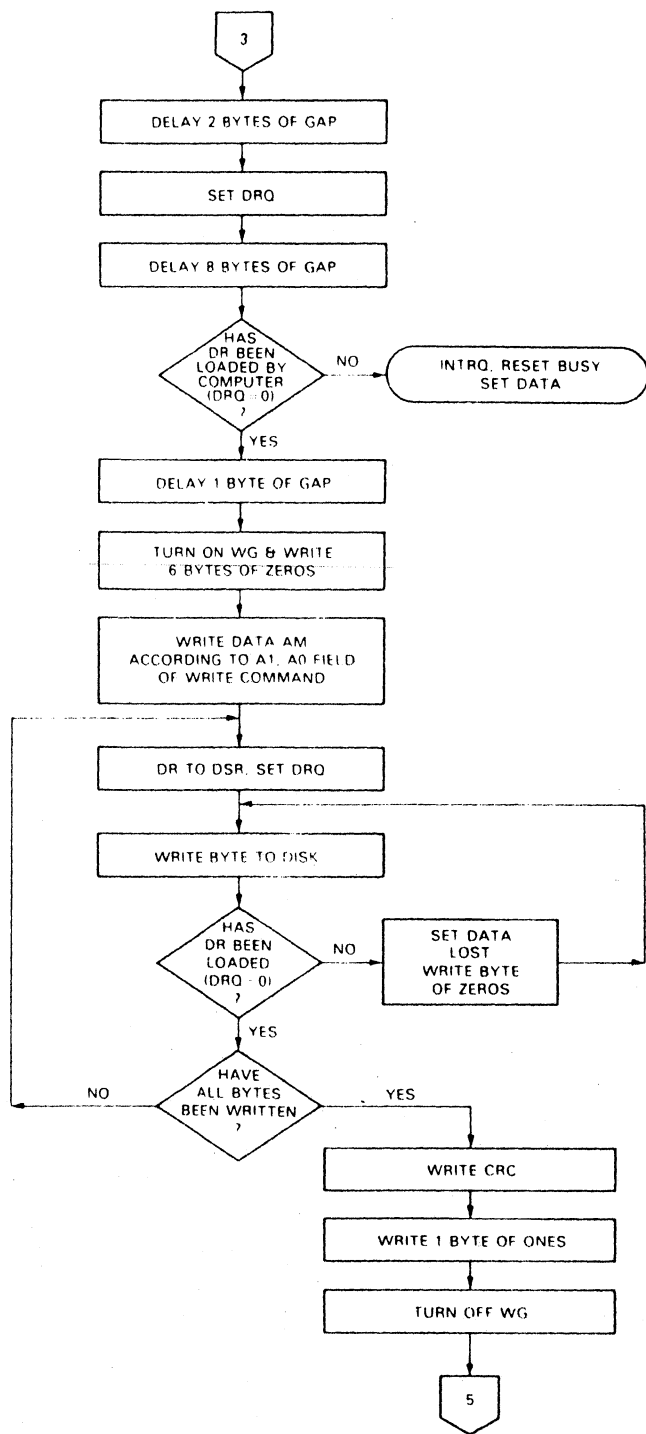 3
DELAY 2 BYTES OF GAP
SET DRQ
DELAY 8 BYTES OF GAP
HAS
DR BEEN
LOADED BY
COMPUTER
(DRQ = 0)
?
NO
INTRQ, RESET BUSY
SET DATA
YES
DELAY 1 BYTE OF GAP
TURN ON WG & WRITE
6 BYTES OF ZEROS
WRITE DATA AM
ACCORDING TO A1, A0 FIELD
OF WRITE COMMAND
DR TO DSR, SET DRQ
WRITE BYTE TO DISK
HAS
DR BEEN
LOADED
(DRQ = 0)
?
NO
SET DATA
LOST
WRITE BYTE
OF ZEROS
YES
HAVE
ALL BYTES
BEEN WRITTEN
?
NO
YES
WRITE CRC
WRITE 1 BYTE OF ONES
TURN OFF WG
5